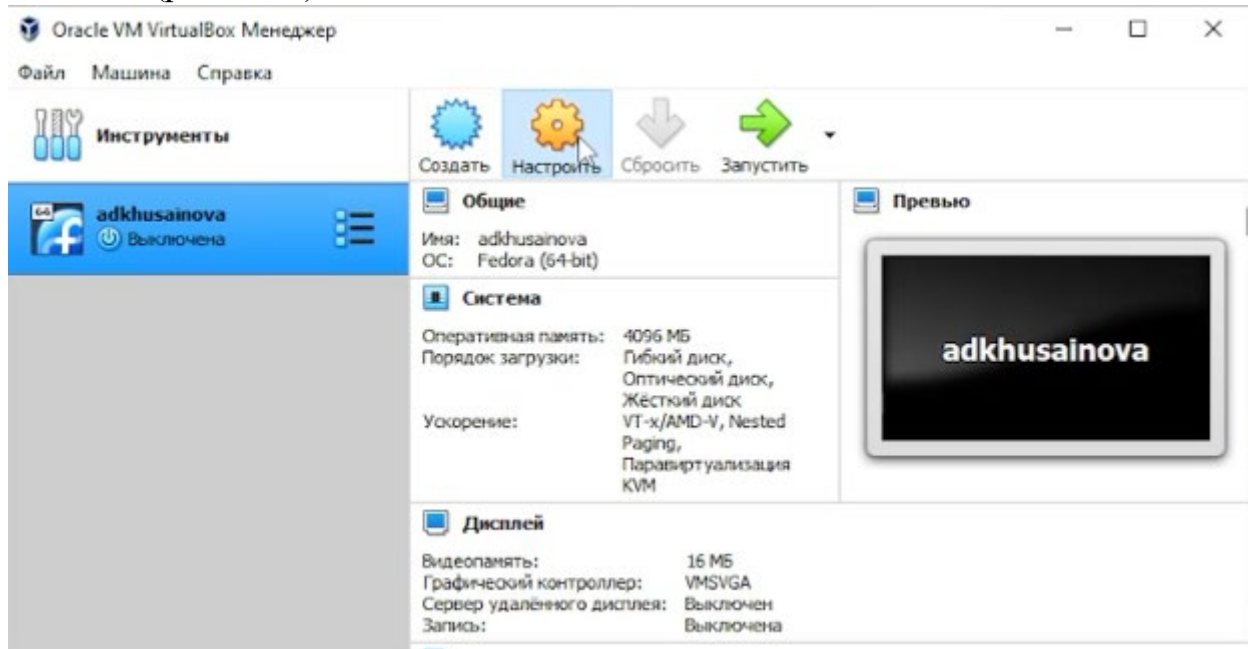 Oracle VM VirtualBox Менеджер
Файл Машина Справка
Инструменты
Создать Настроить Сбросить Запустить
adkhusainova
Выключена
64
Общие
Имя: adkhusainova
ОС: Fedora (64-bit)
Превью
adkhusainova
Система
Оперативная память: 4096 МБ
Порядок загрузки: Гибкий диск,
Оптический диск,
Жёсткий диск
Ускорение: VT-x/AMD-V, Nested
Paging,
Паравиртуализация
KVM
Дисплей
Видеопамять: 16 МБ
Графический контроллер: VMSVGA
Сервер удалённого дисплея: Выключен
Запись: Выключена